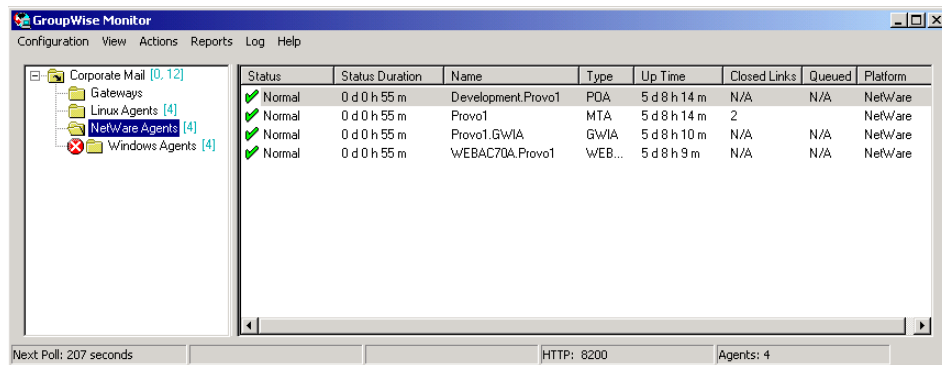 GroupWise Monitor
Configuration View Actions Reports Log Help
Corporate Mail [0, 12]
Gateways
Linux Agents [4]
NetWare Agents [4]
Windows Agents [4]
Status Status Duration Name Type Up Time Closed Links Queued Platform
Normal 0 d 0 h 55 m Development.Provo1 POA 5 d 8 h 14 m N/A N/A NetWare
Normal 0 d 0 h 55 m Provo1 MTA 5 d 8 h 14 m 2 NetWare
Normal 0 d 0 h 55 m Provo1.GWIA GWIA 5 d 8 h 10 m N/A N/A NetWare
Normal 0 d 0 h 55 m WEBAC70A.Provo1 WEB... 5 d 8 h 9 m N/A N/A NetWare
Next Poll: 207 seconds HTTP: 8200 Agents: 4